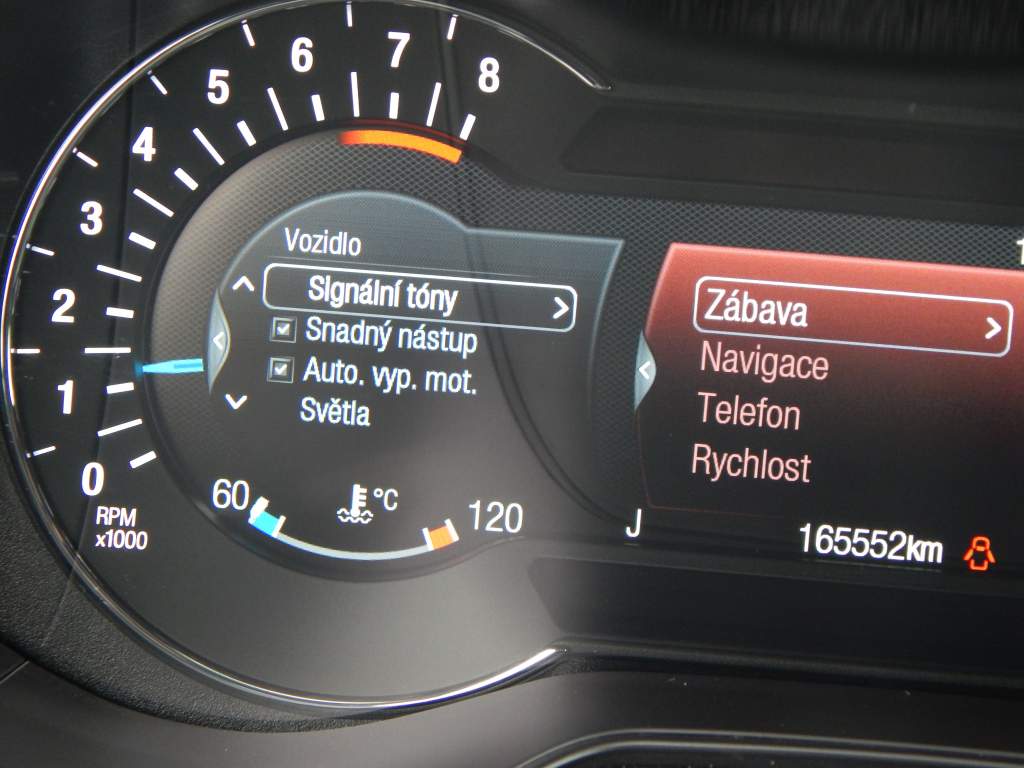 8
7
6
5
4
3
2
1
0
RPM
x1000
Vozidlo
Signální tóny
Snadný nástup
Auto. vyp. mot.
Světla
60
°C
120
Zábava
Navigace
Telefon
Rychlost
J
165552km